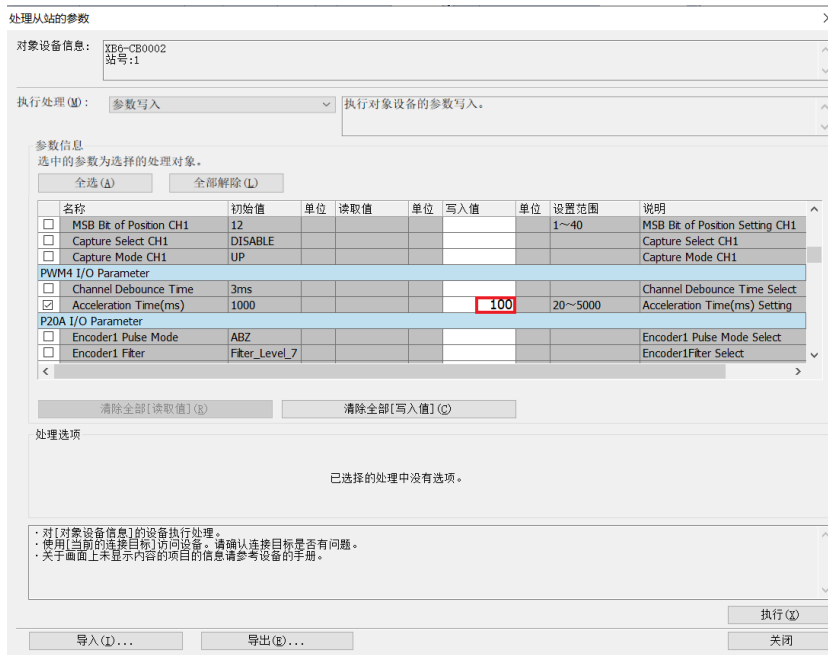 处理从站的参数
对象设备信息: XB6-CB0002
站号:1
执行处理(M): 参数写入 执行对象设备的参数写入。
参数信息
选中的参数为选择的处理对象。
全选(A) 全部解除(L)
名称 初始值 单位 读取值 单位 写入值 单位 设置范围 说明
MSB Bit of Position CH1 12 1～40 MSB Bit of Position Setting CH1
Capture Select CH1 DISABLE Capture Select CH1
Capture Mode CH1 UP Capture Mode CH1
PWM4 I/O Parameter
Channel Debounce Time 3ms Channel Debounce Time Select
Acceleration Time(ms) 1000 100 20～5000 Acceleration Time(ms) Setting
P20A I/O Parameter
Encoder1 Pulse Mode ABZ Encoder1 Pulse Mode Select
Encoder1 Filter Filter_Level_7 Encoder1Filter Select
清除全部[读取值](R) 清除全部[写入值](C)
处理选项
已选择的处理中没有选项。
·对[对象设备信息]的设备执行处理。
·使用[当前的连接目标]访问设备。请确认连接目标是否有问题。
·关于画面上未显示内容的项目的信息请参考设备的手册。
执行(X)
导入(I)... 导出(E)... 关闭